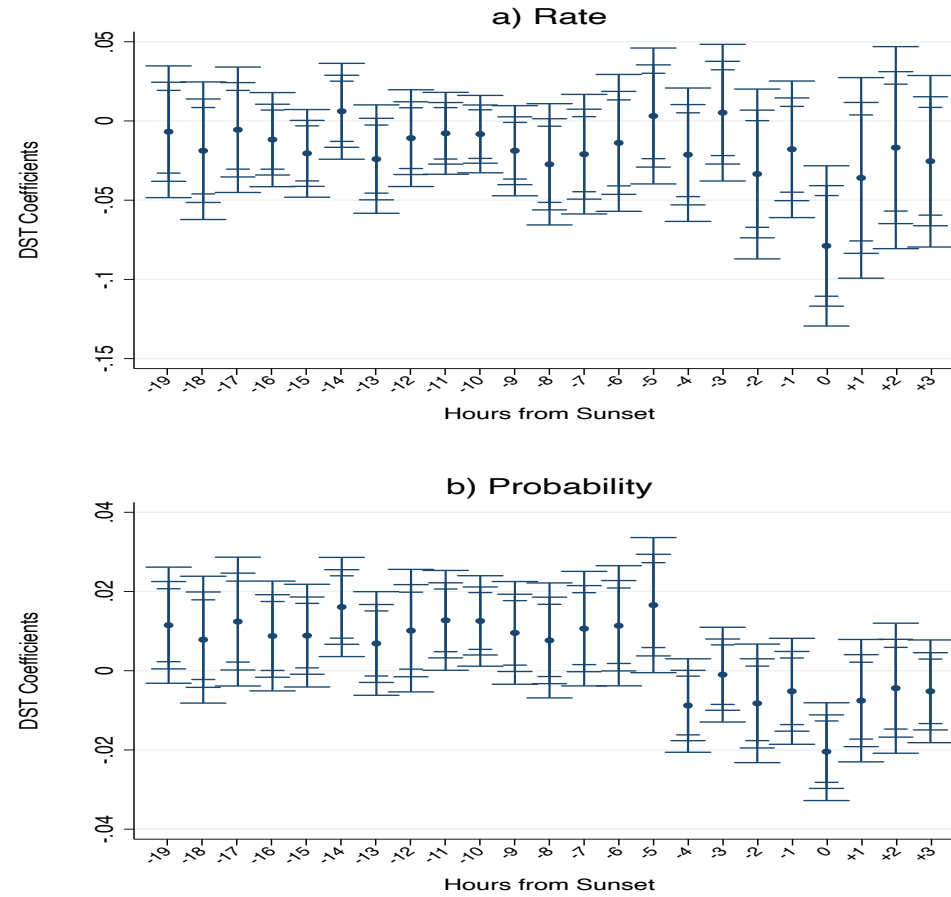 a) Rate
DST Coefficients
.05
0
-.05
-.1
-.15
-19 -18 -17 -16 -15 -14 -13 -12 -11 -10 -9 -8 -7 -6 -5 -4 -3 -2 -1 0 +1 +2 +3
Hours from Sunset
b) Probability
DST Coefficients
.04
.02
0
-.02
-.04
-19 -18 -17 -16 -15 -14 -13 -12 -11 -10 -9 -8 -7 -6 -5 -4 -3 -2 -1 0 +1 +2 +3
Hours from Sunset